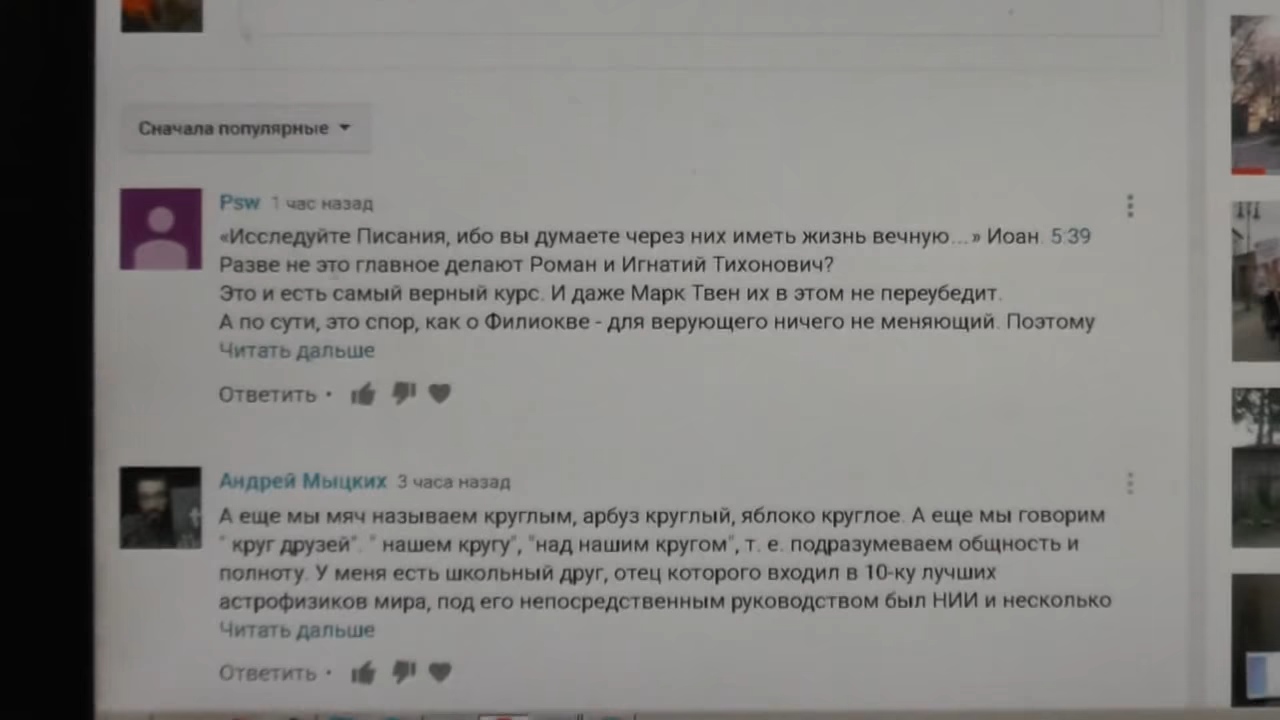 Сначала популярные
Psw 1 час назад
«Исследуйте Писания, ибо вы думаете через них иметь жизнь вечную...» Иоан. 5:39
Разве не это главное делают Роман и Игнатий Тихонович?
Это и есть самый верный курс. И даже Марк Твен их в этом не переубедит.
А по сути, это спор, как о Филиокве - для верующего ничего не меняющий. Поэтому
Читать дальше
Ответить
Андрей Мыцких 3 часа назад
А еще мы мяч называем круглым, арбуз круглый, яблоко круглое. А еще мы говорим
" круг друзей". " нашем кругу", "над нашим кругом", т. е. подразумеваем общность и
полноту. У меня есть школьный друг, отец которого входил в 10-ку лучших
астрофизиков мира, под его непосредственным руководством был НИИ и несколько
Читать дальше
Ответить